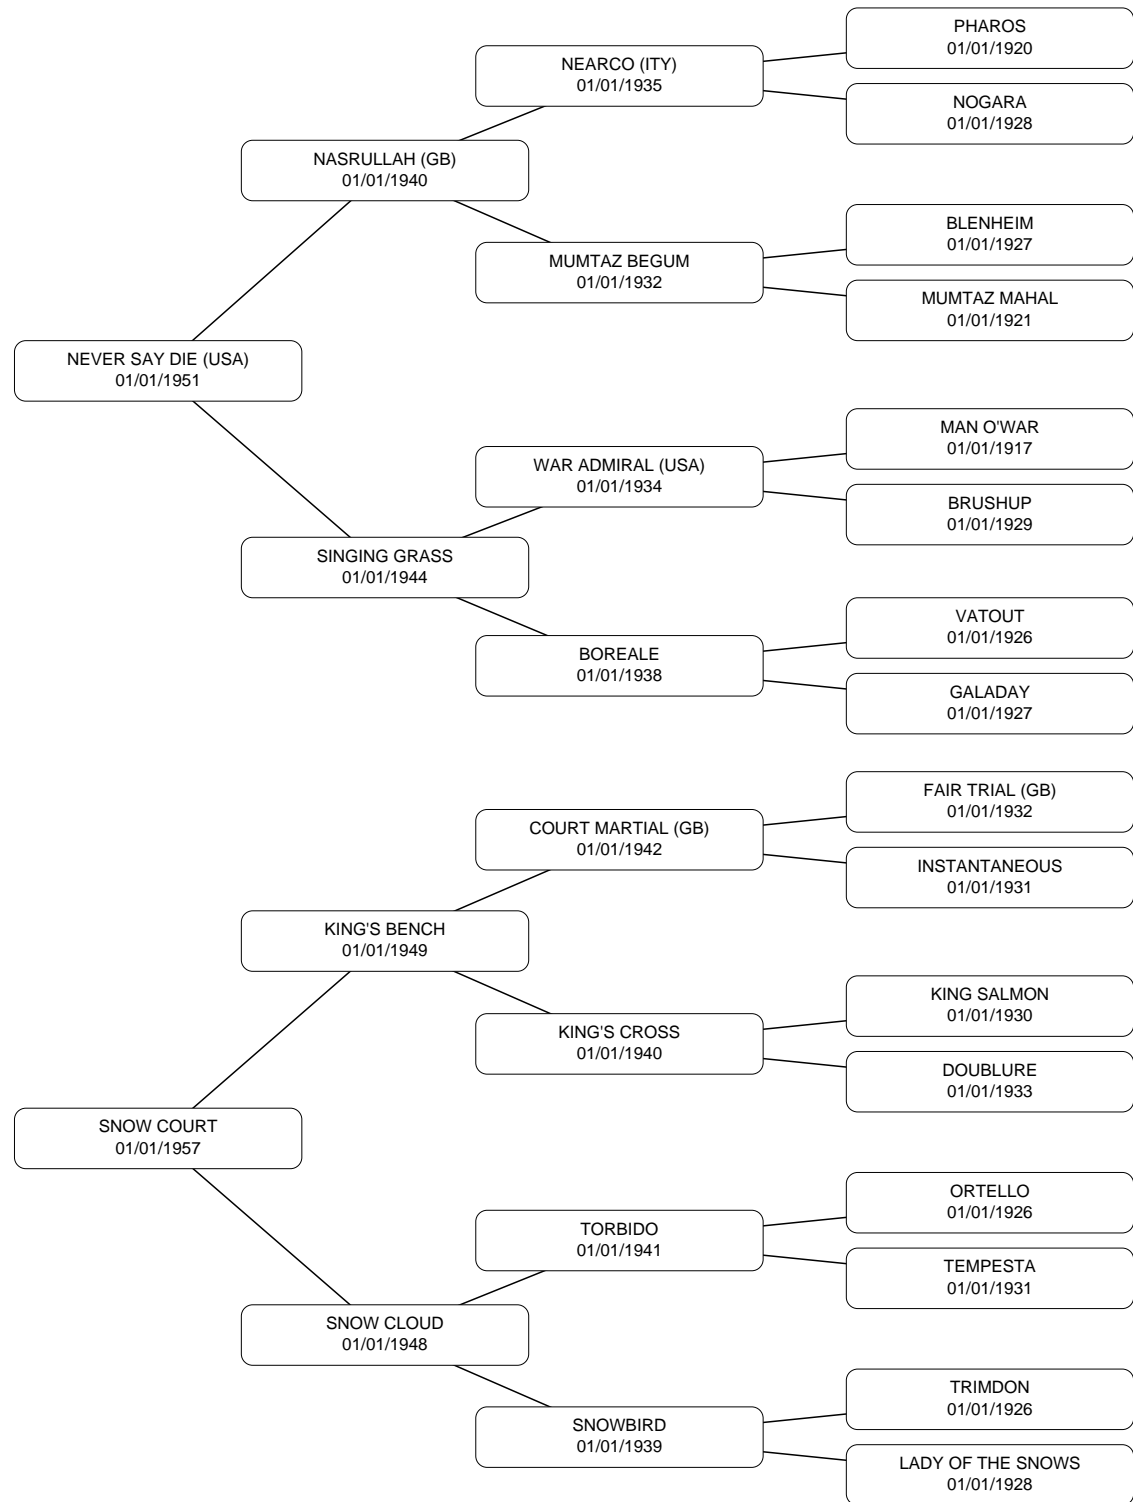 PHAROS
01/01/1920
NEARCO (ITY)
01/01/1935
NOGARA
01/01/1928
NASRULLAH (GB)
01/01/1940
BLENHEIM
01/01/1927
MUMTAZ BEGUM
01/01/1932
MUMTAZ MAHAL
01/01/1921
NEVER SAY DIE (USA)
01/01/1951
MAN O'WAR
01/01/1917
WAR ADMIRAL (USA)
01/01/1934
BRUSHUP
01/01/1929
SINGING GRASS
01/01/1944
VATOUT
01/01/1926
BOREALE
01/01/1938
GALADAY
01/01/1927
FAIR TRIAL (GB)
01/01/1932
COURT MARTIAL (GB)
01/01/1942
INSTANTANEOUS
01/01/1931
KING'S BENCH
01/01/1949
KING SALMON
01/01/1930
KING'S CROSS
01/01/1940
DOUBLURE
01/01/1933
SNOW COURT
01/01/1957
ORTELLO
01/01/1926
TORBIDO
01/01/1941
TEMPESTA
01/01/1931
SNOW CLOUD
01/01/1948
TRIMDON
01/01/1926
SNOWBIRD
01/01/1939
LADY OF THE SNOWS
01/01/1928